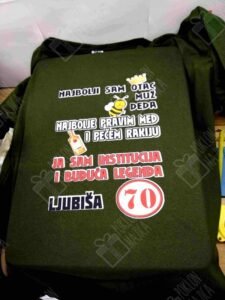 NAJBOLJI SAM OTAC
MUŽ
DEDA
NAJBOLJE PRAVIM MED
I PEČEM RAKIJU
JA SAM INSTITUCIJA
I BUDUĆA LEGENDA
LJUBIŠA
70